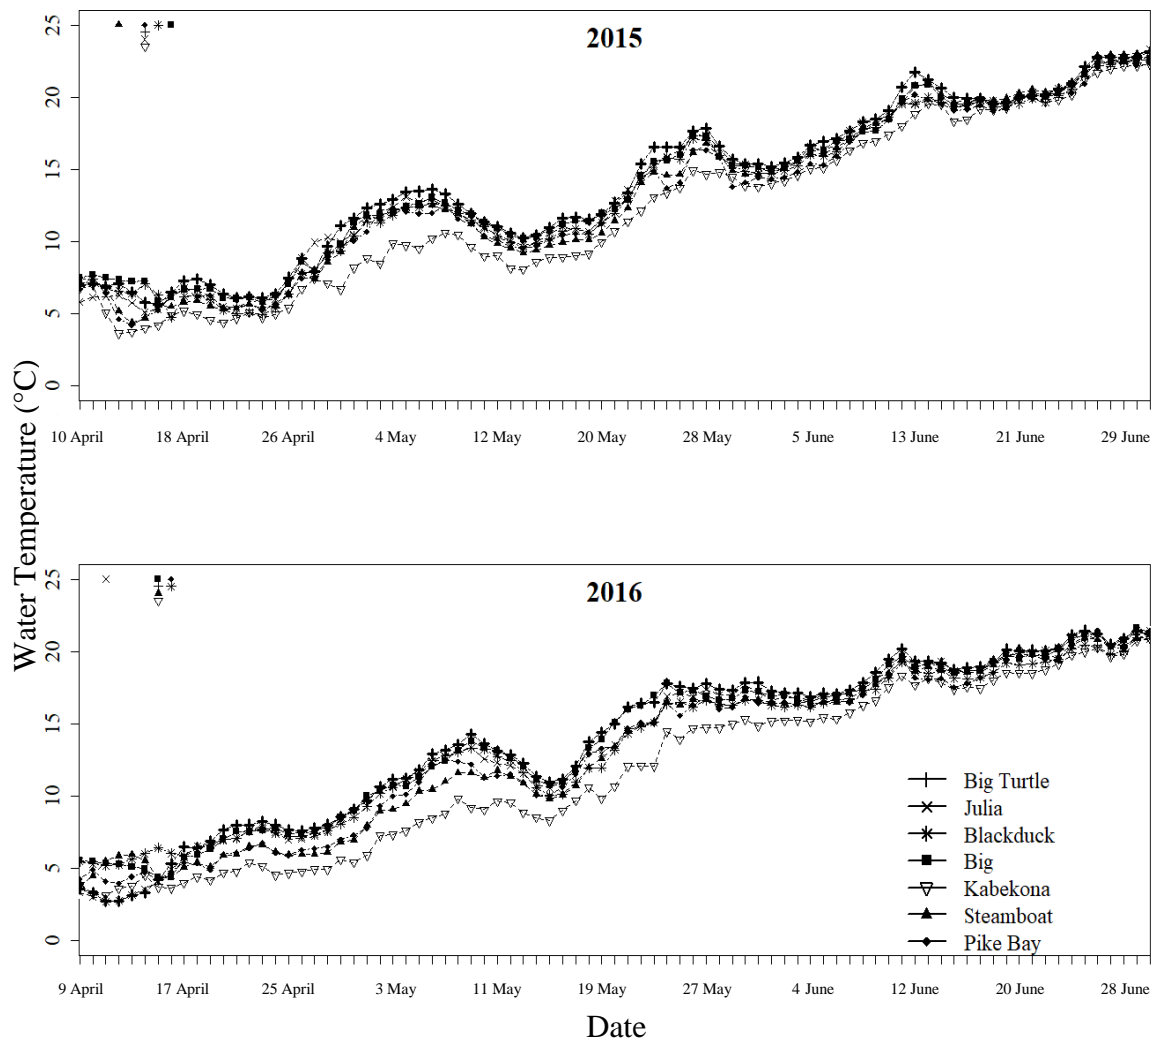 2015
25
20
15
10
5
0
10 April 18 April 26 April 4 May 12 May 20 May 28 May 5 June 13 June 21 June 29 June
Water Temperature (°C)
2016
25
20
15
10
5
0
Big Turtle
Julia
Blackduck
Big
Kabekona
Steamboat
Pike Bay
9 April 17 April 25 April 3 May 11 May 19 May 27 May 4 June 12 June 20 June 28 June
Date